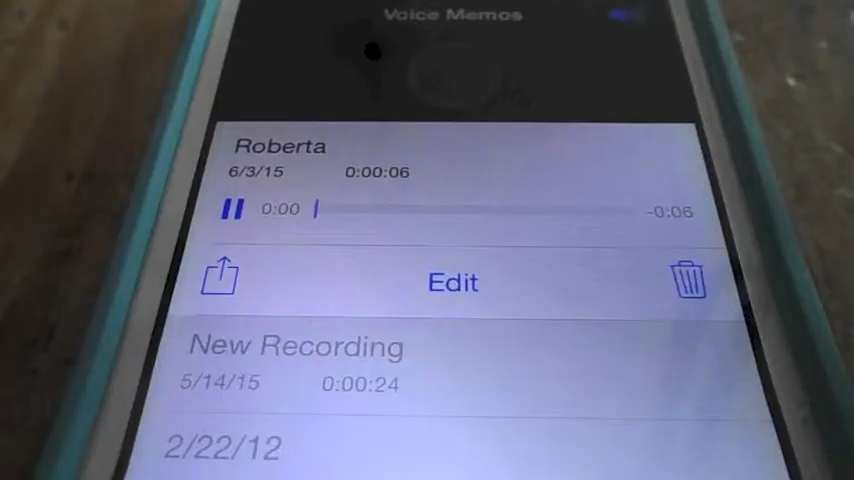 Voice Memos
Roberta
6/3/15 0:00:06
0:00 -0:06
Edit
New Recording
5/14/15 0:00:24
2/22/12